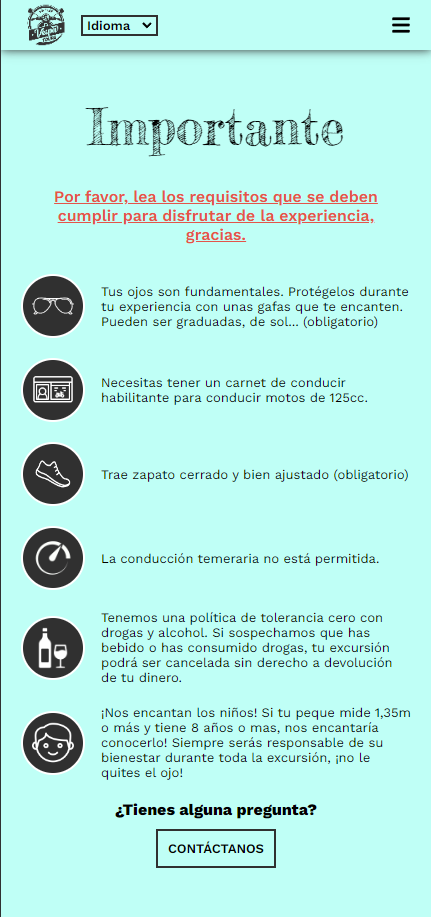 Vespa
Idioma
Importante
Por favor, lea los requisitos que se deben
cumplir para disfrutar de la experiencia,
gracias.
Tus ojos son fundamentales. Protégelos durante
tu experiencia con unas gafas que te encanten.
Pueden ser graduadas, de sol... (obligatorio)
Necesitas tener un carnet de conducir
habilitante para conducir motos de 125cc.
Trae zapato cerrado y bien ajustado (obligatorio)
La conducción temeraria no está permitida.
Tenemos una política de tolerancia cero con
drogas y alcohol. Si sospechamos que has
bebido o has consumido drogas, tu excursión
podrá ser cancelada sin derecho a devolución
de tu dinero.
¡Nos encantan los niños! Si tu peque mide 1,35m
o más y tiene 8 años o mas, nos encantaría
conocerlo! Siempre serás responsable de su
bienestar durante toda la excursión, ¡no le
quites el ojo!
¿Tienes alguna pregunta?
CONTÁCTANOS